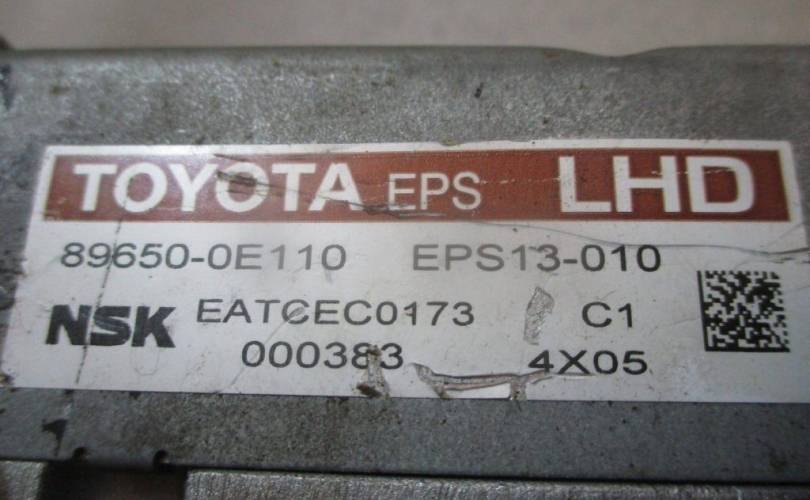 TOYOTA EPS LHD
89650-0E110 EPS13-010
NSK EATCEC0173 C1
000383 4X05